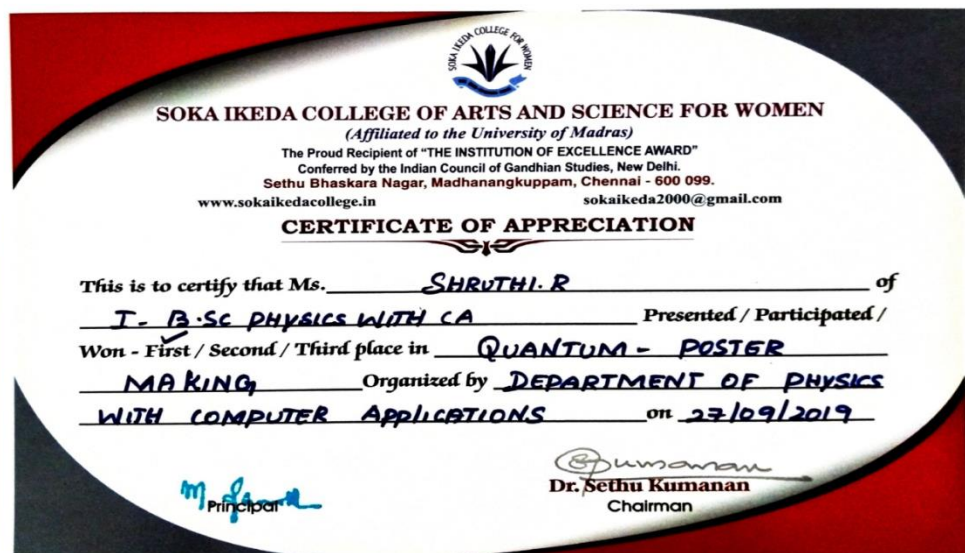 SOKA IKEDA COLLEGE FOR WOMEN
SOKA IKEDA COLLEGE OF ARTS AND SCIENCE FOR WOMEN
(Affiliated to the University of Madras)
The Proud Recipient of "THE INSTITUTION OF EXCELLENCE AWARD"
Conferred by the Indian Council of Gandhian Studies, New Delhi.
Sethu Bhaskara Nagar, Madhanangkuppam, Chennai - 600 099.
www.sokaikedacollege.in sokaikeda2000@gmail.com
CERTIFICATE OF APPRECIATION
This is to certify that Ms. SHRUTHI.R of
I - B.SC PHYSICS WITH CA Presented / Participated /
Won - First / Second / Third place in QUANTUM - POSTER
MAKING Organized by DEPARTMENT OF PHYSICS
WITH COMPUTER APPLICATIONS on 27/09/2019
Principal
Dr. Sethu Kumanan
Chairman